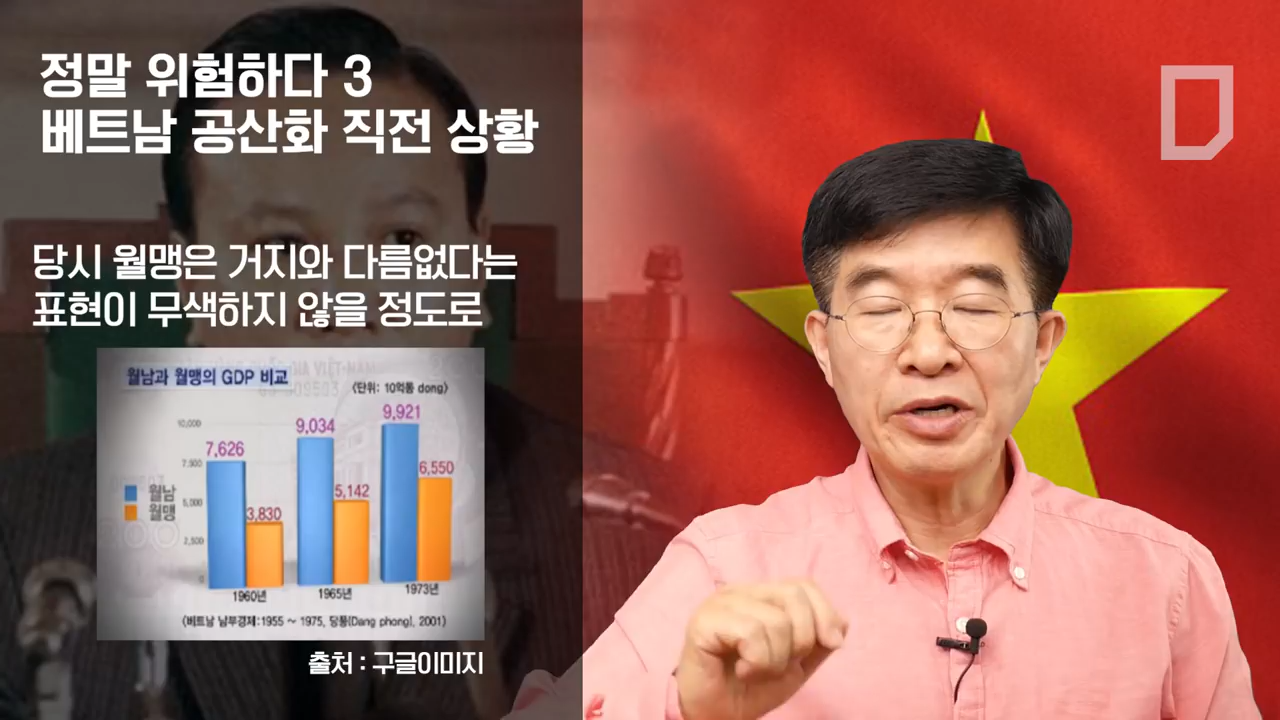 정말 위험하다 3
베트남 공산화 직전 상황
당시 월맹은 거지와 다름없다는
표현이 무색하지 않을 정도로
월남과 월맹의 GDP 비교
<단위: 10억동 dong>
10,000
7,500
5,000
2,500
0
월남
월맹
7,626
3,830
9,034
5,142
9,921
6,550
1960년
1965년
1973년
<베트남 남부경제:1955 ~ 1975, 당퐁(Dang phong), 2001>
출처 : 구글이미지